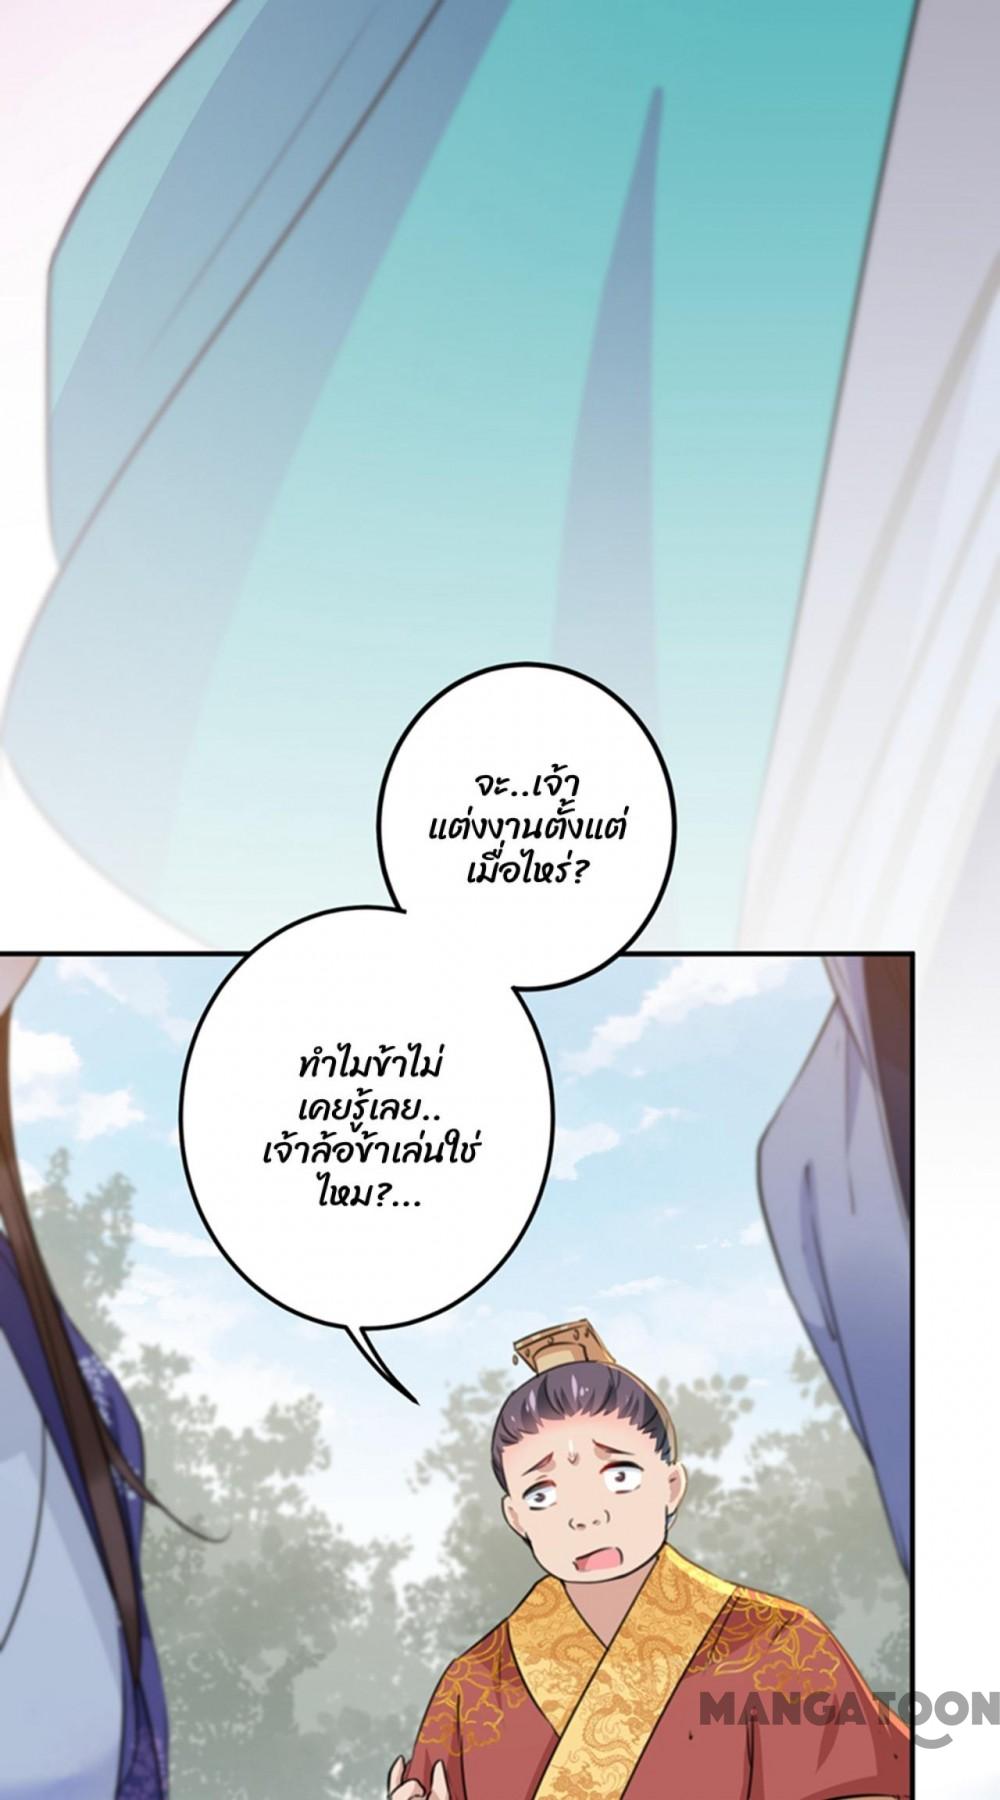 จะ..เจ้า
แต่งงานตั้งแต่
เมื่อไหร่?
ทำไมข้าไม่
เคยรู้เลย..
เจ้าล้อข้าเล่นใช่
ไหม?...
MANGATOON